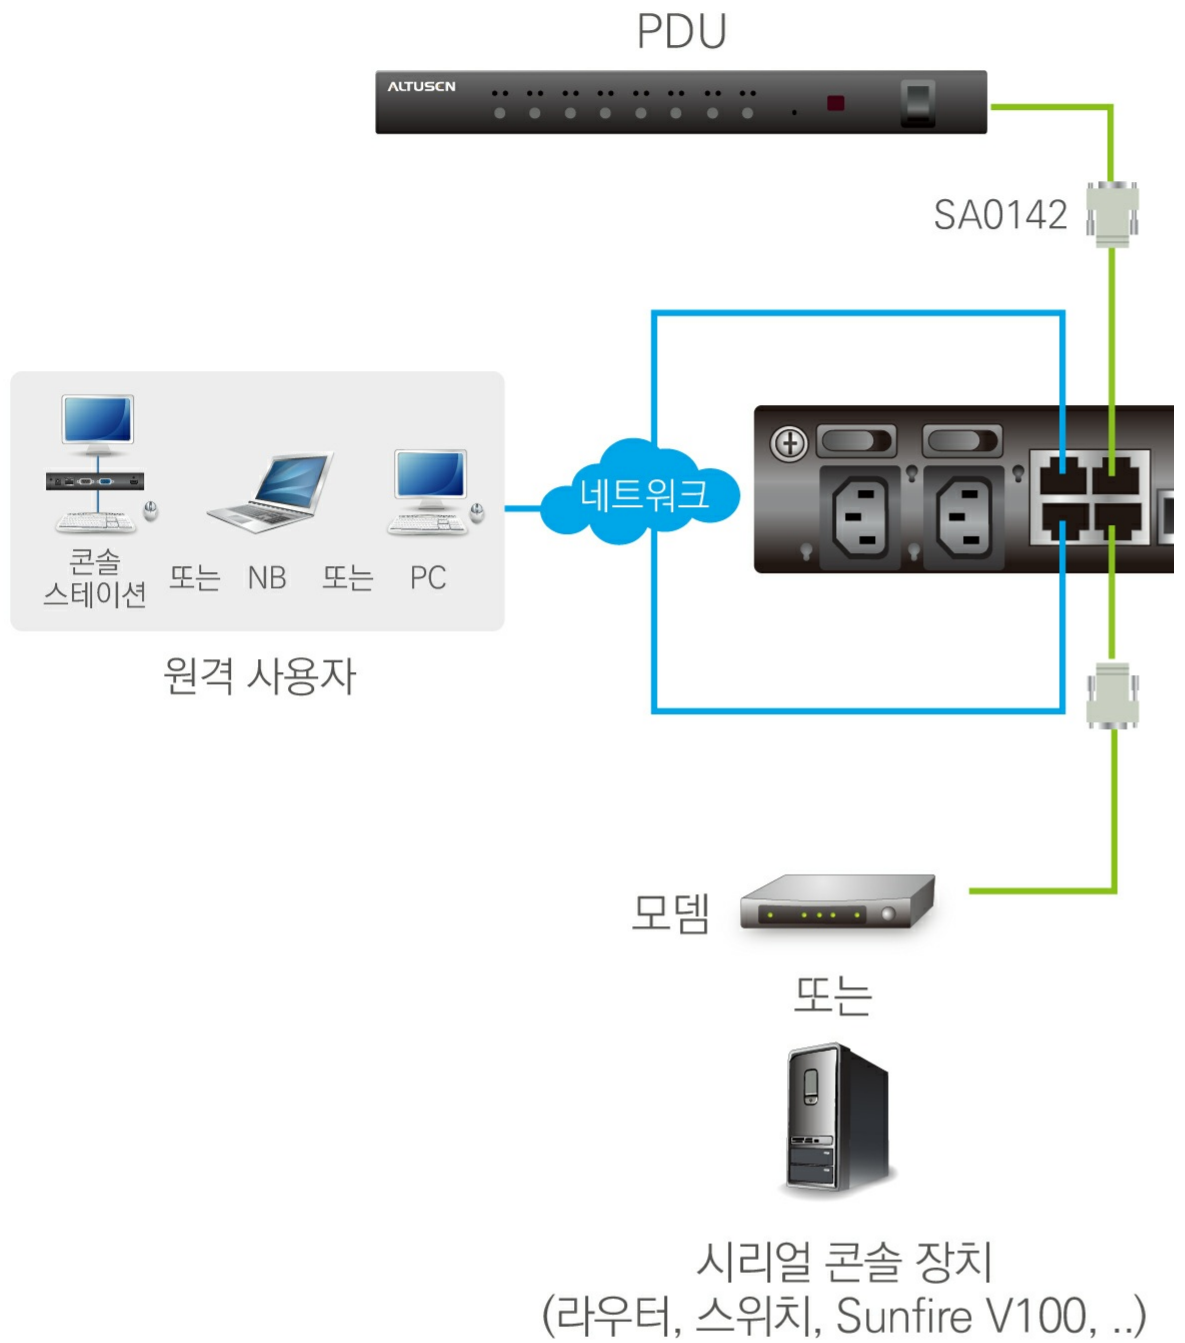 PDU
ALTUSCN
SA0142
네트워크
콘솔
스테이션
또는 NB 또는 PC
원격 사용자
모뎀
또는
시리얼 콘솔 장치
(라우터, 스위치, Sunfire V100, ..)